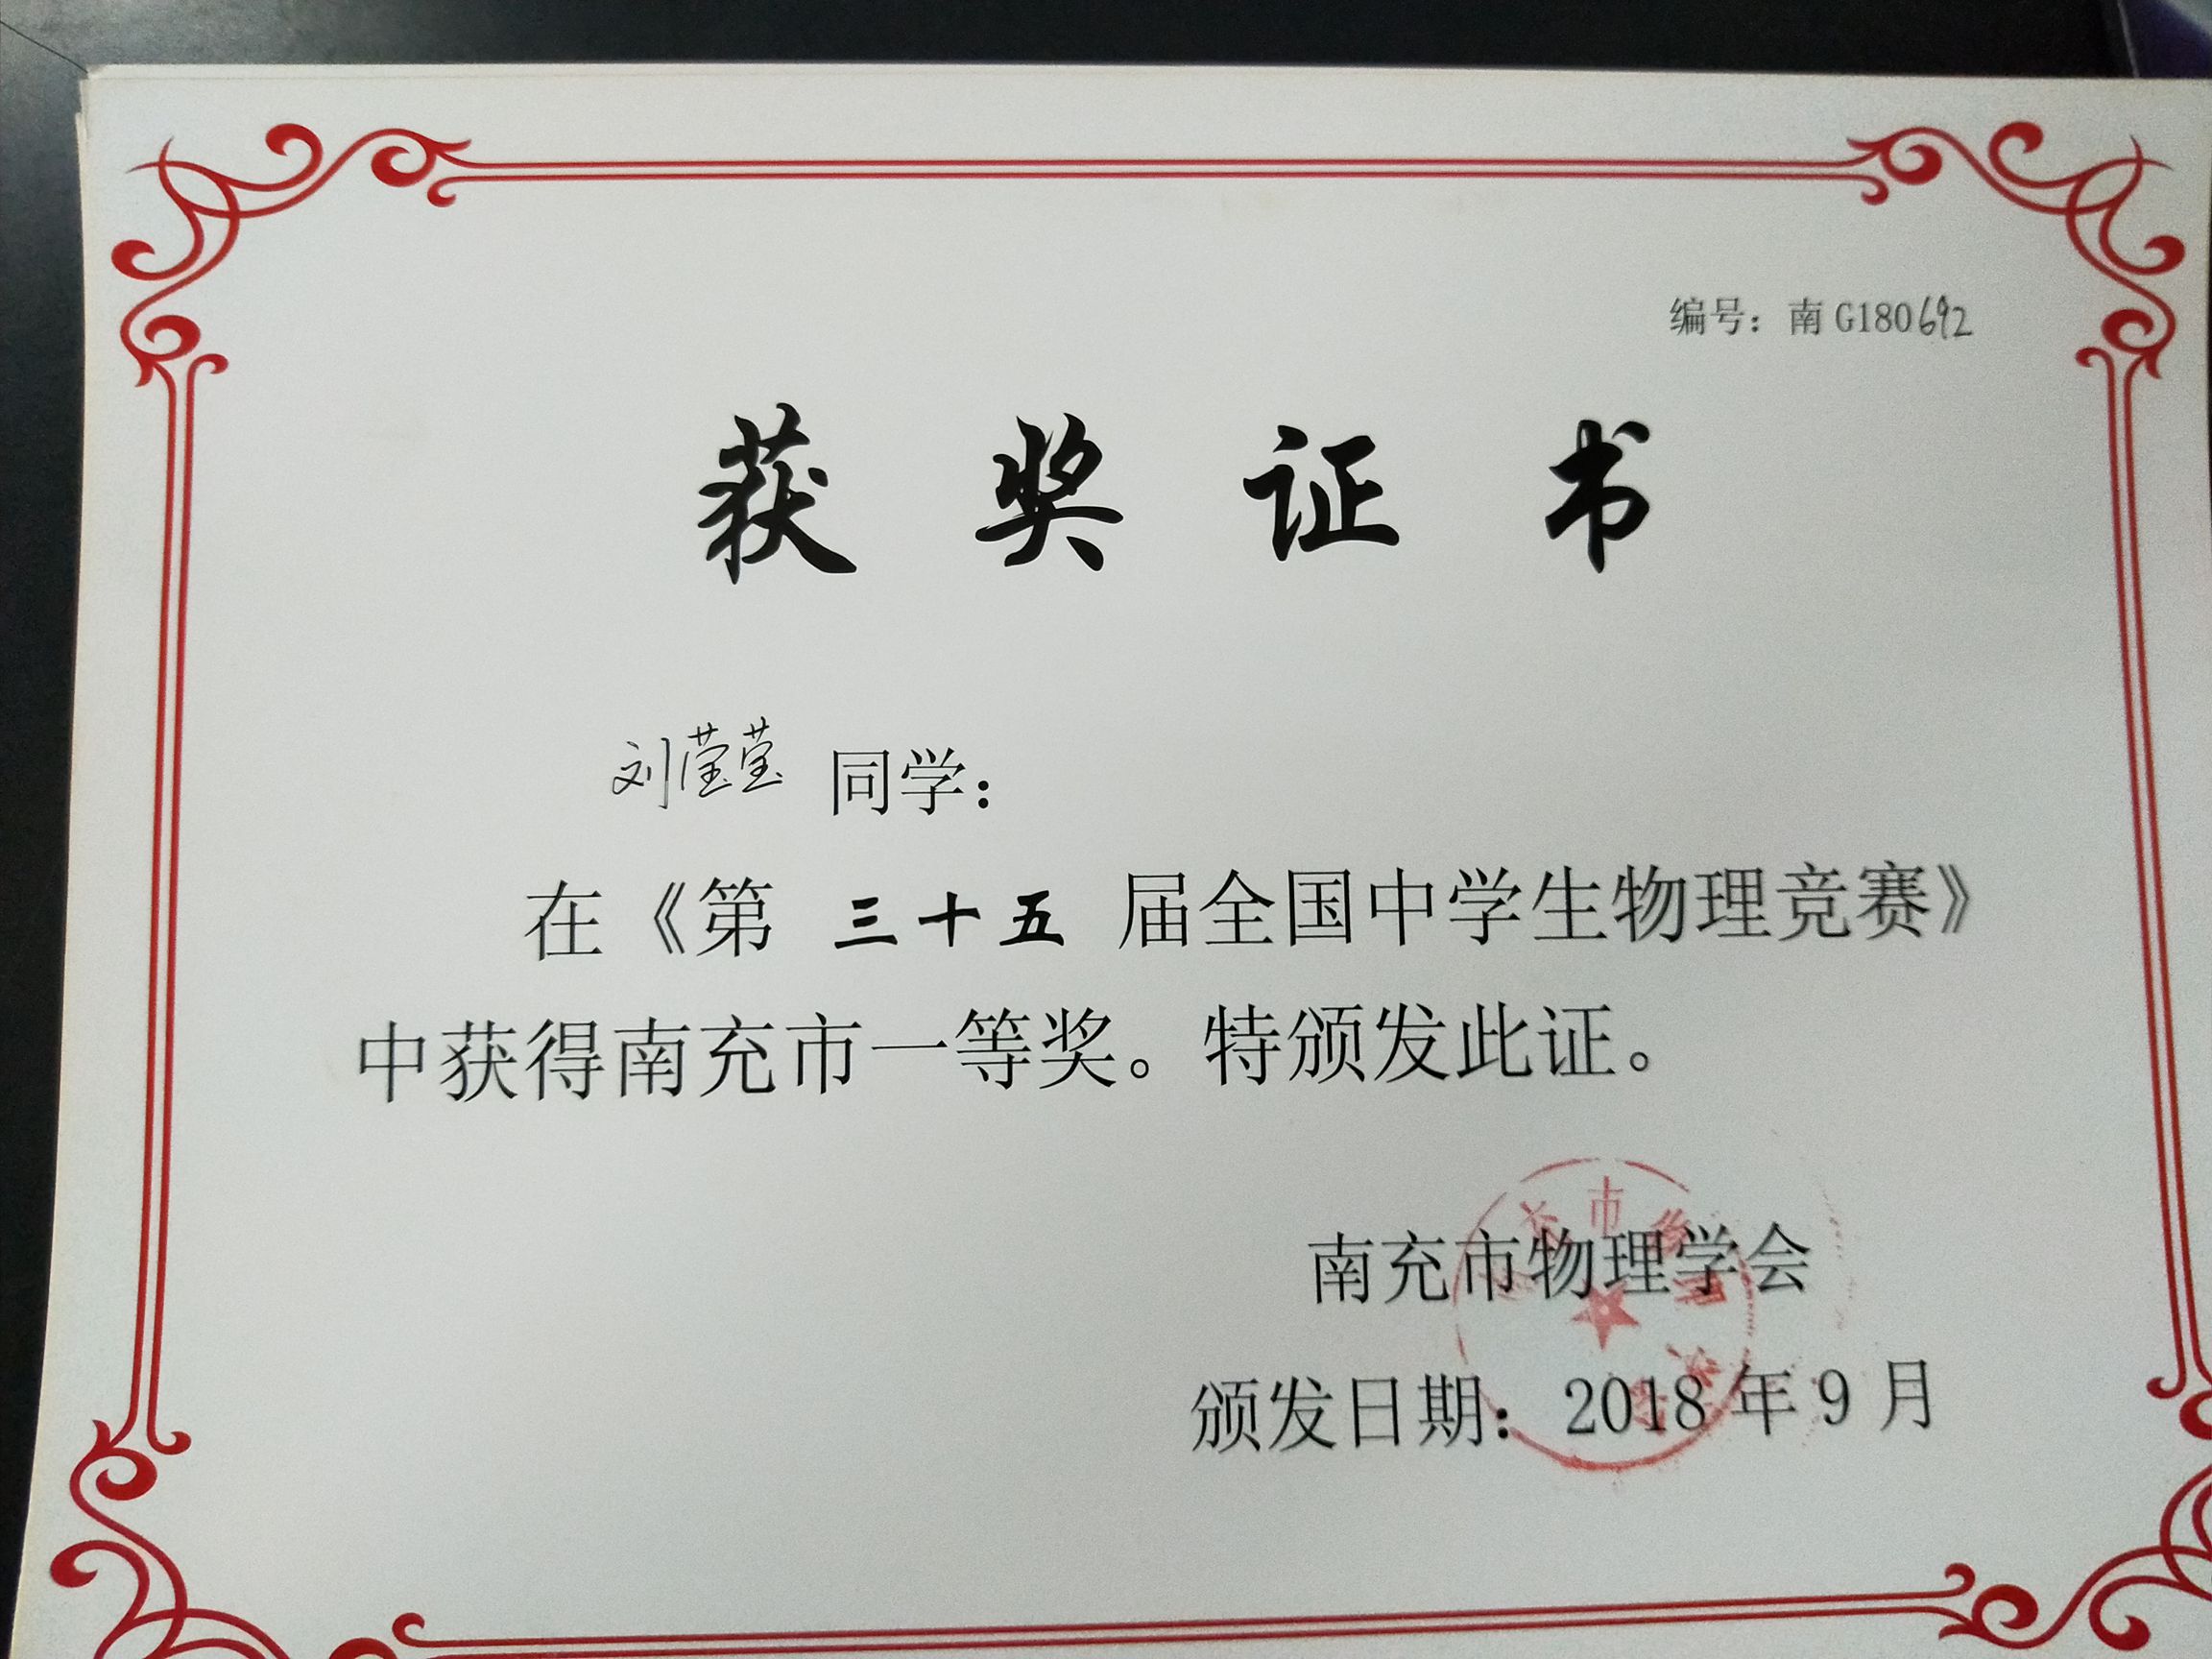 编号：南G180692
获奖证书
刘滢莹 同学：
在《第 三十五 届全国中学生物理竞赛》
中获得南充市一等奖。特颁发此证。
南充市物理学会
颁发日期：2018年9月